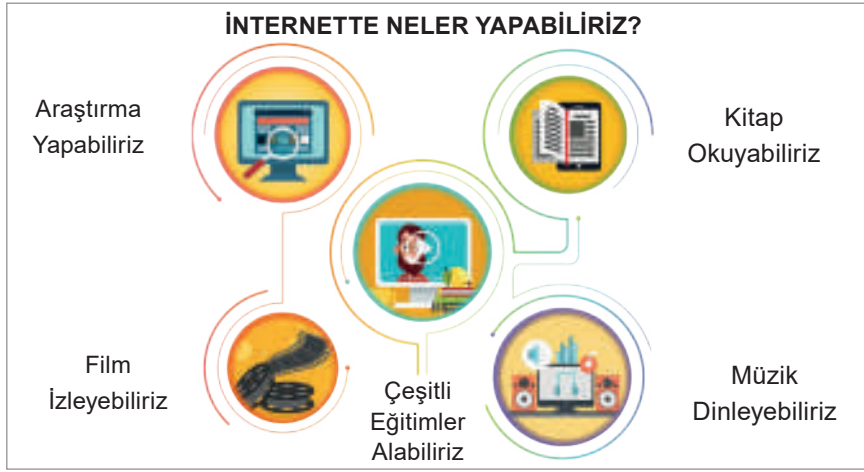 İNTERNETTE NELER YAPABİLİRİZ?
Araştırma
Yapabiliriz
Kitap
Okuyabiliriz
Film
İzleyebiliriz
Çeşitli
Eğitimler
Alabiliriz
Müzik
Dinleyebiliriz